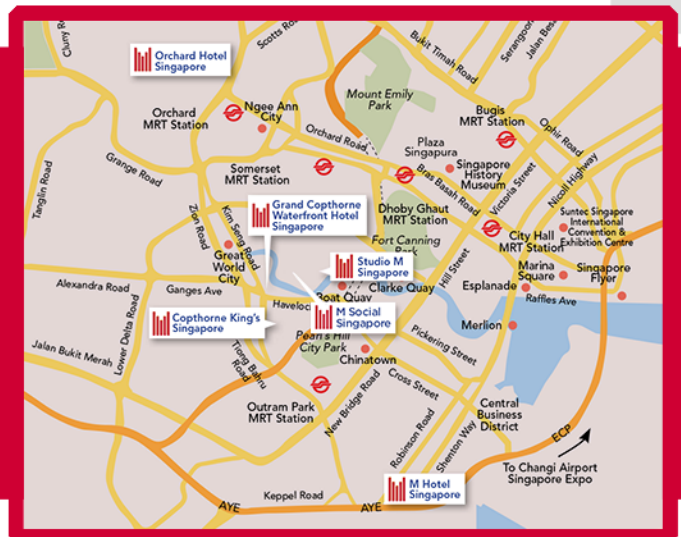 Cluny Road
Scotts Road
Bukit Timah Road
Serangoon
Jalan Bes
Orchard Hotel
Singapore
Mount Emily
Park
Orchard
MRT Station
Ngee Ann
City
Bugis
MRT Station
Orchard Road
Plaza
Singapura
Ophir Road
Grange Road
Somerset
MRT Station
Singapore
History
Museum
Tanglin Road
Bras Basah Road
Victoria Street
Nicoll Highway
Zion Road
Kim Seng Road
Grand Copthorne
Waterfront Hotel
Singapore
Dhoby Ghaut
MRT Station
Suntec Singapore
International
Convention &
Exhibition Centre
City Hall
MRT Station
Fort Canning
Great
World
City
Studio M
Singapore
Hill Street
Marina
Square
Singapore
Flyer
Alexandra Road
Ganges Ave
Clarke Quay
Esplanade
Boat Quay
Raffles Ave
Lower Delta Road
Haveloc
Copthorne King's
Singapore
M Social
Singapore
Merlion
Pearl's Hill
City Park
Pickering Street
Jalan Bukit Merah
Tiong Bahru
Road
Chinatown
Cross Street
Outram Park
MRT Station
New Bridge Road
Central
Business
District
Robinson Road
Shenton Way
ECP
To Changi Airport
Singapore Expo
M Hotel
Singapore
Keppel Road
AYE
AYE